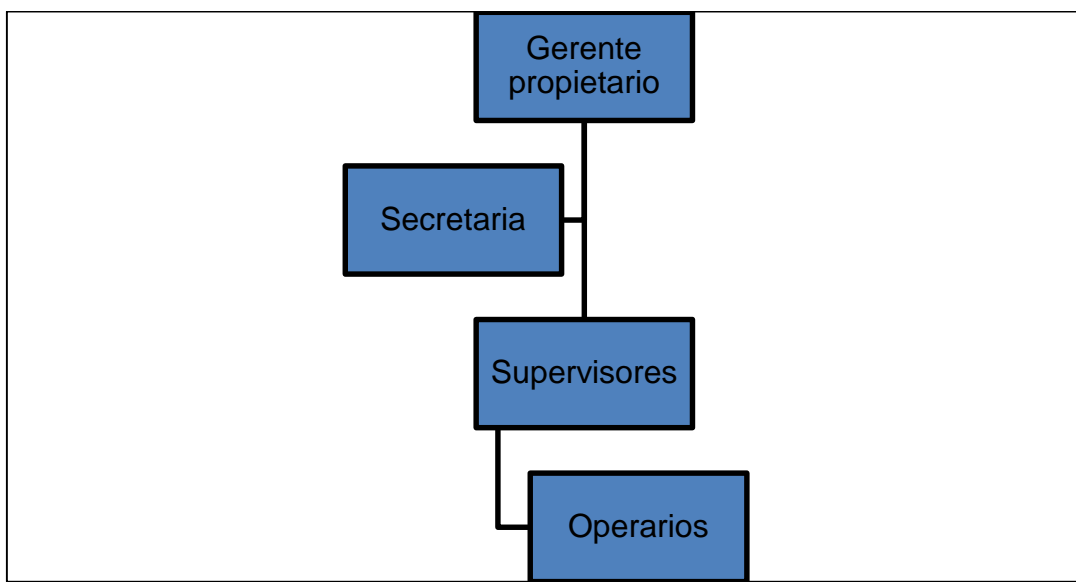 Gerente
propietario
Secretaria
Supervisores
Operarios